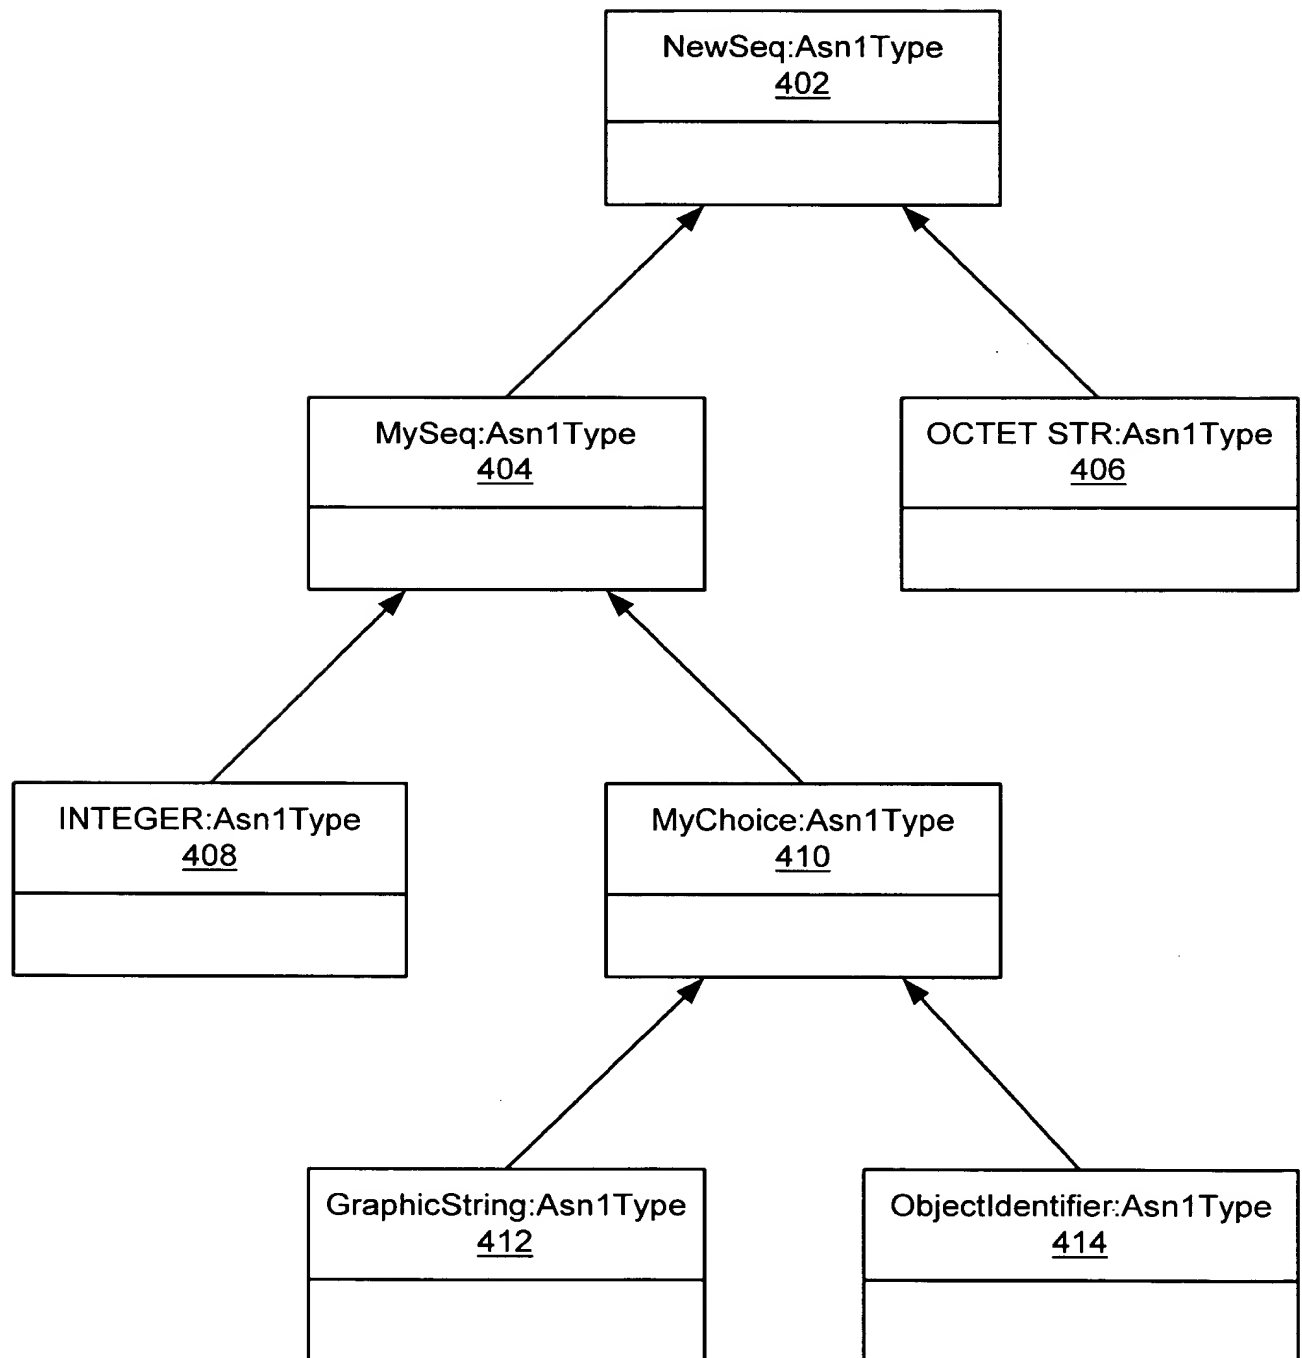 NewSeq:Asn1Type
402
MySeq:Asn1Type
404
OCTET STR:Asn1Type
406
INTEGER:Asn1Type
408
MyChoice:Asn1Type
410
GraphicString:Asn1Type
412
ObjectIdentifier:Asn1Type
414